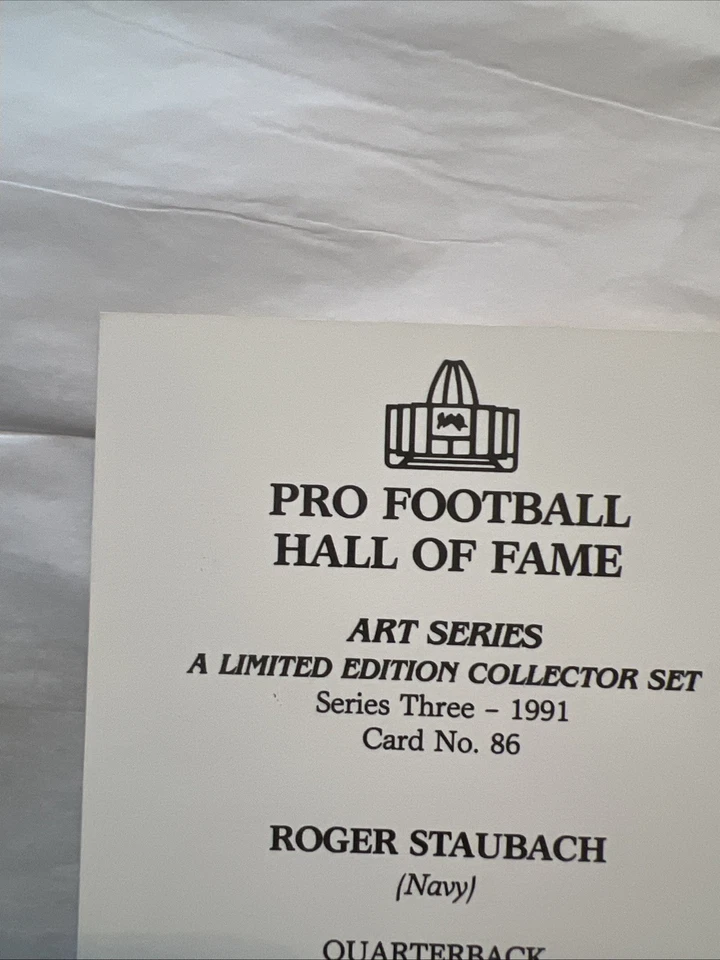 PRO FOOTBALL
HALL OF FAME
ART SERIES
A LIMITED EDITION COLLECTOR SET
Series Three – 1991
Card No. 86
ROGER STAUBACH
(Navy)
QUARTERBACK